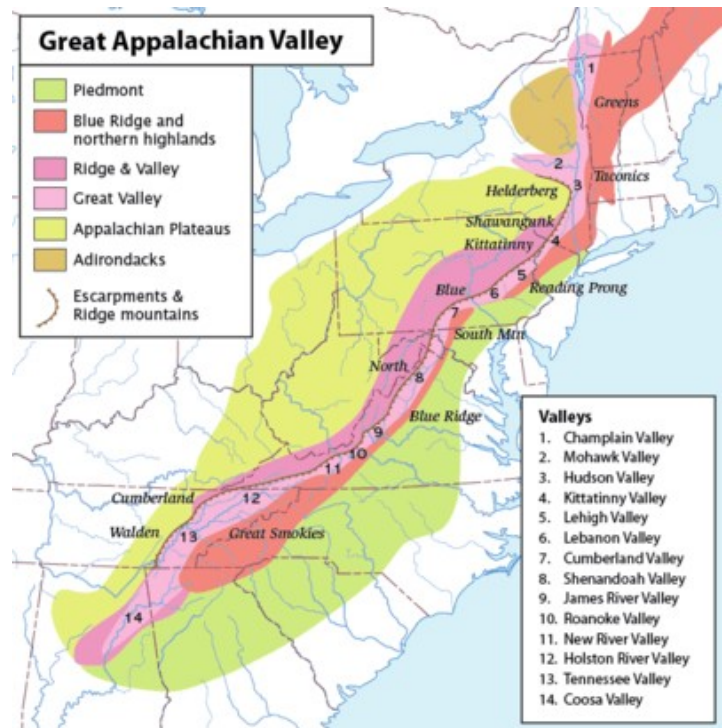 Great Appalachian Valley
Piedmont
Blue Ridge and
northern highlands
Ridge & Valley
Great Valley
Appalachian Plateaus
Adirondacks
Escarpments &
Ridge mountains
1
Greens
2
3
Taconics
Helderberg
Shawangunk
Kittatinny
4
5
Reading Prong
Blue
6
7
South Mtn
North
8
Blue Ridge
9
10
11
Cumberland
12
Walden
13
Great Smokies
14
Valleys
1. Champlain Valley
2. Mohawk Valley
3. Hudson Valley
4. Kittatinny Valley
5. Lehigh Valley
6. Lebanon Valley
7. Cumberland Valley
8. Shenandoah Valley
9. James River Valley
10. Roanoke Valley
11. New River Valley
12. Holston River Valley
13. Tennessee Valley
14. Coosa Valley